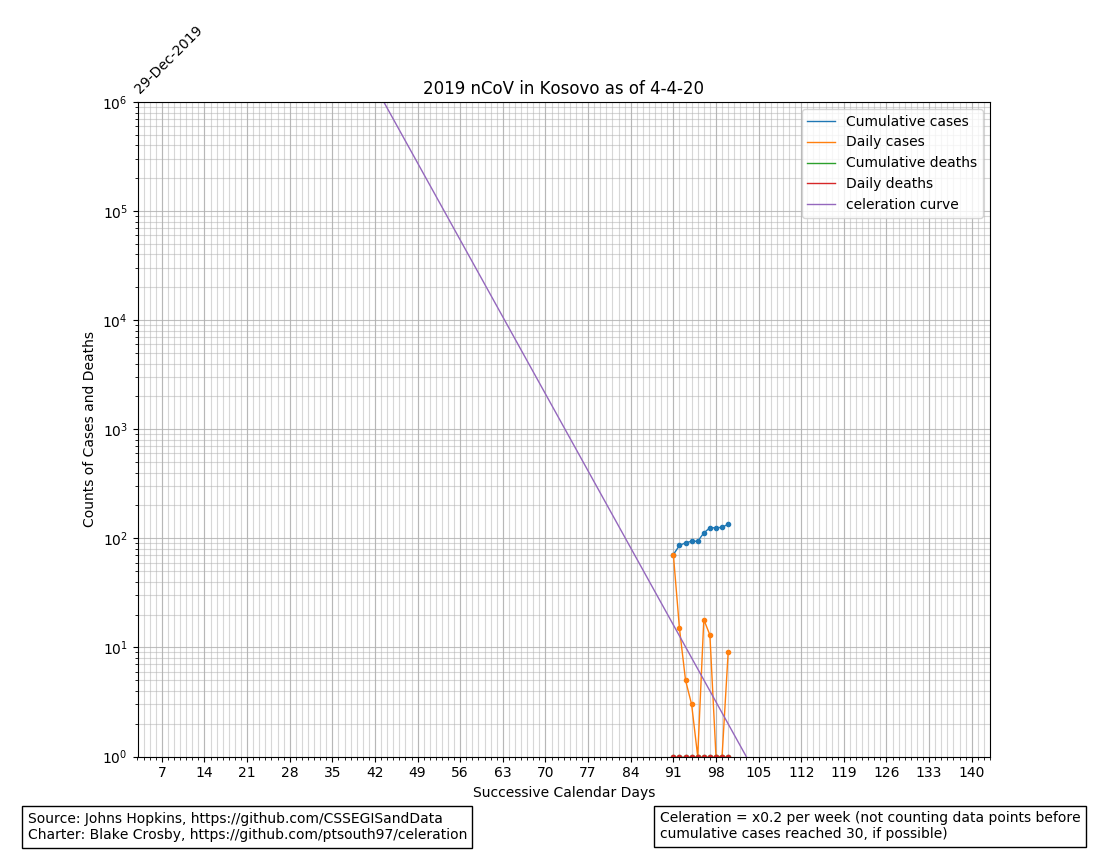 29-Dec-2019
2019 nCoV in Kosovo as of 4-4-20
Cumulative cases
Daily cases
Cumulative deaths
Daily deaths
celeration curve
Counts of Cases and Deaths
10^6
10^5
10^4
10^3
10^2
10^1
10^0
7 14 21 28 35 42 49 56 63 70 77 84 91 98 105 112 119 126 133 140
Successive Calendar Days
Source: Johns Hopkins, https://github.com/CSSEGISandData
Charter: Blake Crosby, https://github.com/ptsouth97/celeration
Celeration = x0.2 per week (not counting data points before
cumulative cases reached 30, if possible)